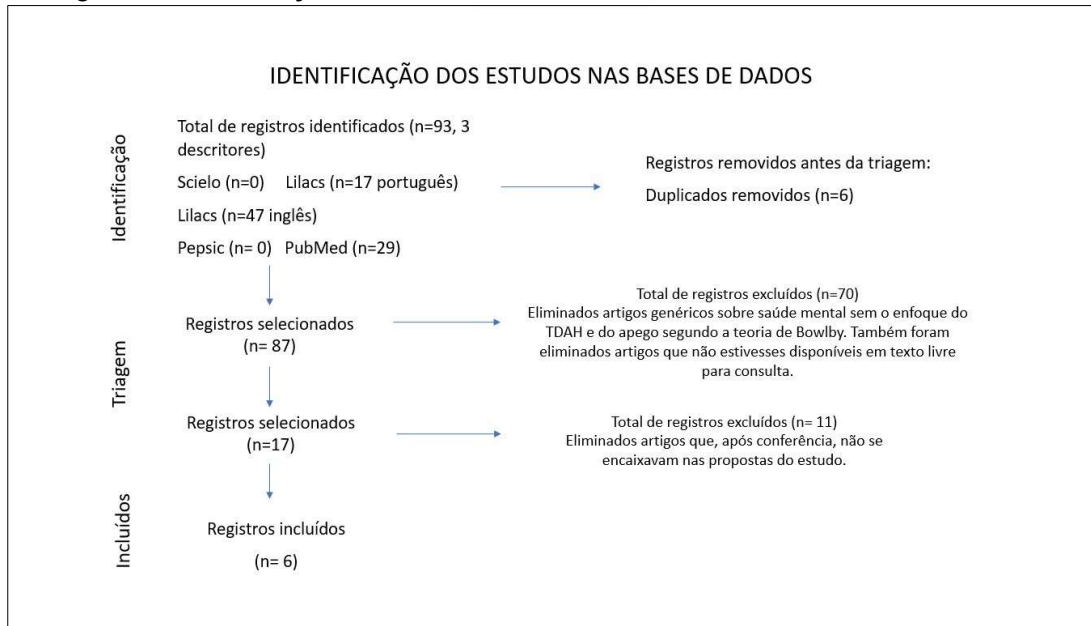 IDENTIFICAÇÃO DOS ESTUDOS NAS BASES DE DADOS
Identificação
Total de registros identificados (n=93, 3
descritores)
Scielo (n=0) Lilacs (n=17 português)
Lilacs (n=47 inglês)
Pepsic (n= 0) PubMed (n=29)
Registros removidos antes da triagem:
Duplicados removidos (n=6)
Triagem
Registros selecionados
(n= 87)
Total de registros excluídos (n=70)
Eliminados artigos genéricos sobre saúde mental sem o enfoque do
TDAH e do apego segundo a teoria de Bowlby. Também foram
eliminados artigos que não estivesses disponíveis em texto livre
para consulta.
Registros selecionados
(n=17)
Total de registros excluídos (n= 11)
Eliminados artigos que, após conferência, não se
encaixavam nas propostas do estudo.
Incluídos
Registros incluídos
(n= 6)